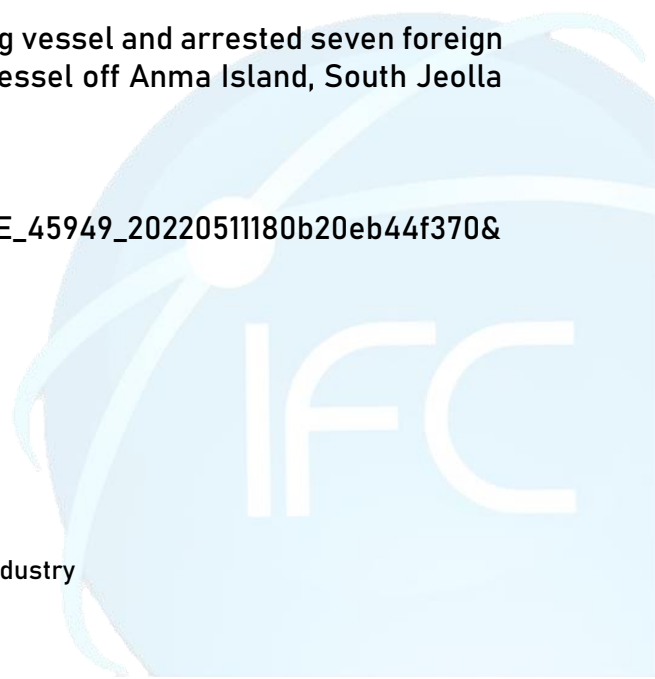 g vessel and arrested seven foreign
essel off Anma Island, South Jeolla
E_45949_20220511180b20eb44f370&
IFC
dustry